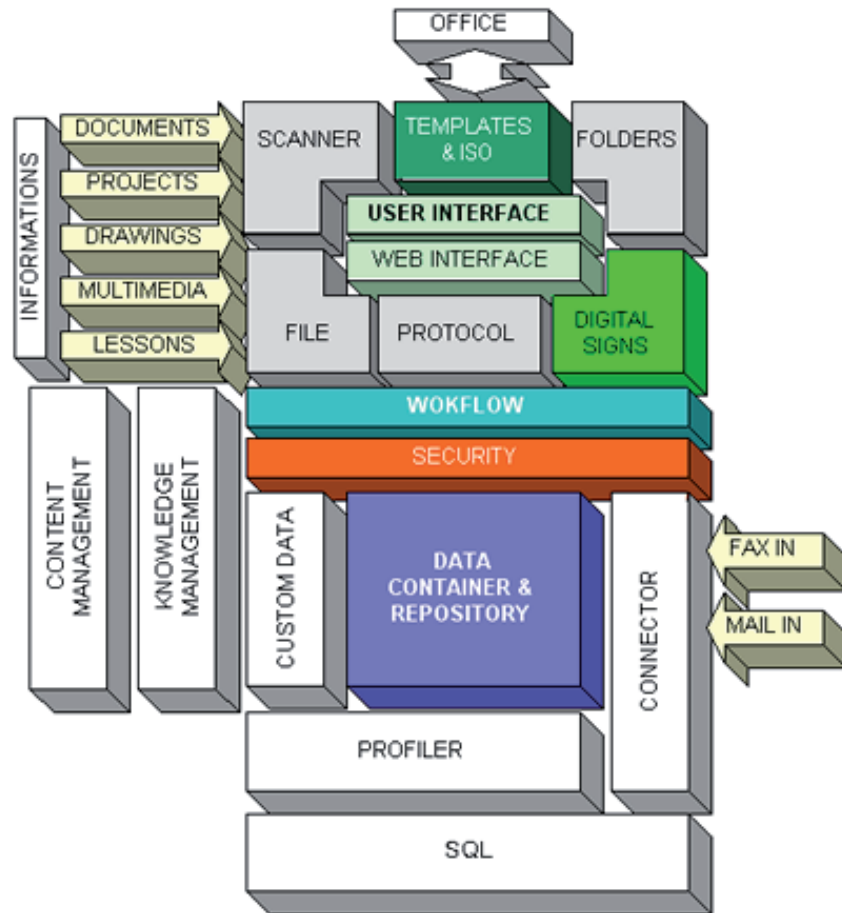 OFFICE
DOCUMENTS
SCANNER
TEMPLATES
& ISO
FOLDERS
INFORMATIONS
PROJECTS
USER INTERFACE
DRAWINGS
WEB INTERFACE
MULTIMEDIA
FILE
PROTOCOL
DIGITAL
SIGNS
LESSONS
WOKFLOW
SECURITY
CONTENT
MANAGEMENT
KNOWLEDGE
MANAGEMENT
CUSTOM DATA
DATA
CONTAINER &
REPOSITORY
CONNECTOR
FAX IN
MAIL IN
PROFILER
SQL